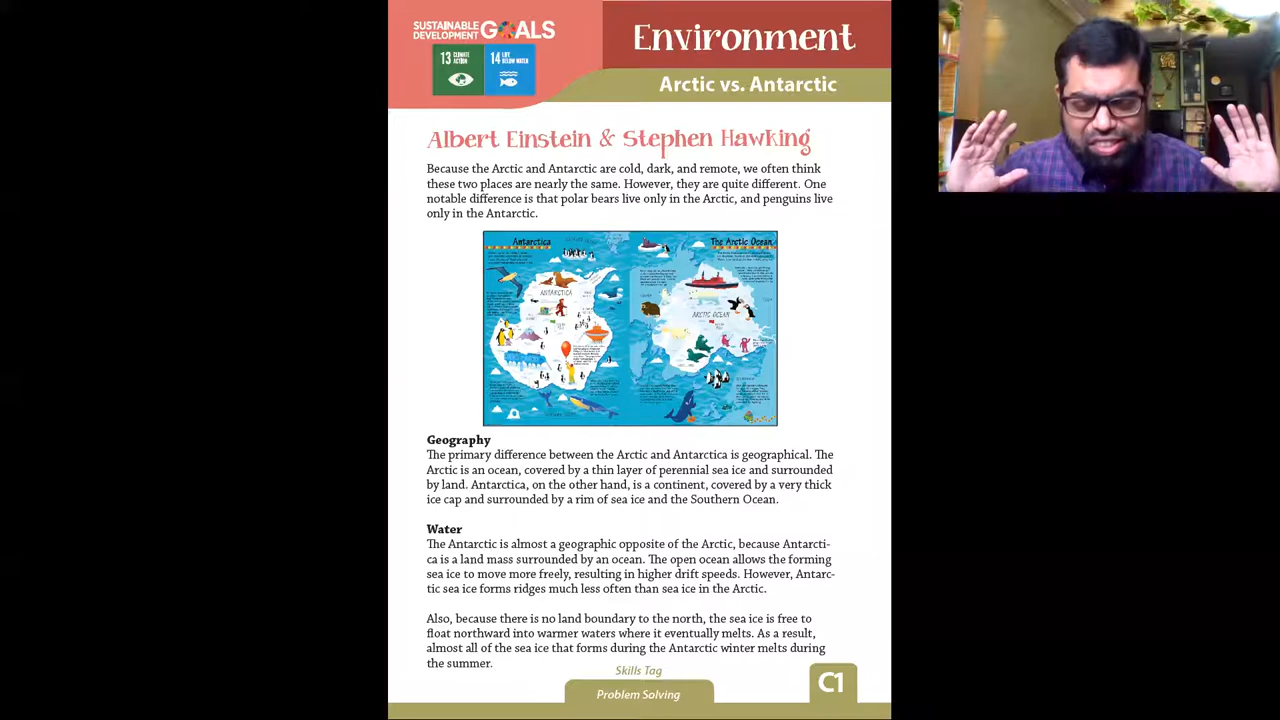 SUSTAINABLE
DEVELOPMENT GOALS
13 CLIMATE
ACTION
14 LIFE
BELOW WATER
Environment
Arctic vs. Antarctic
Albert Einstein & Stephen Hawking
Because the Arctic and Antarctic are cold, dark, and remote, we often think
these two places are nearly the same. However, they are quite different. One
notable difference is that polar bears live only in the Arctic, and penguins live
only in the Antarctic.
Antarctica
The Arctic Ocean
ANTARCTICA
ARCTIC OCEAN
Geography
The primary difference between the Arctic and Antarctica is geographical. The
Arctic is an ocean, covered by a thin layer of perennial sea ice and surrounded
by land. Antarctica, on the other hand, is a continent, covered by a very thick
ice cap and surrounded by a rim of sea ice and the Southern Ocean.
Water
The Antarctic is almost a geographic opposite of the Arctic, because Antarcti-
ca is a land mass surrounded by an ocean. The open ocean allows the forming
sea ice to move more freely, resulting in higher drift speeds. However, Antarc-
tic sea ice forms ridges much less often than sea ice in the Arctic.
Also, because there is no land boundary to the north, the sea ice is free to
float northward into warmer waters where it eventually melts. As a result,
almost all of the sea ice that forms during the Antarctic winter melts during
the summer.
Skills Tag
Problem Solving
C1